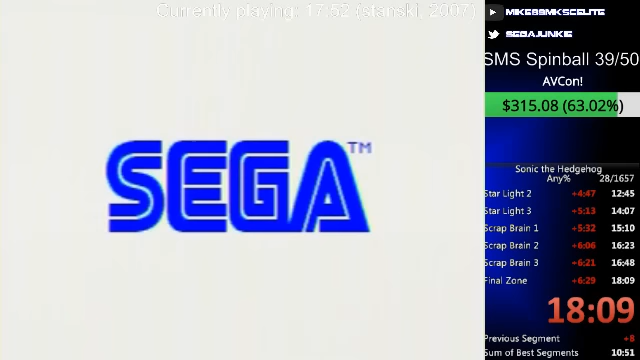 Currently playing: 17:52 (stanski, 2007)
MIKE89MKSCELITE
SEGAJUNKIE
SMS Spinball 39/50
AVCon!
$315.08 (63.02%)
SEGA™
Sonic the Hedgehog
Any% 28/1657
Star Light 2 +4:47 12:45
Star Light 3 +5:13 14:07
Scrap Brain 1 +5:32 15:10
Scrap Brain 2 +6:06 16:23
Scrap Brain 3 +6:21 16:48
Final Zone +6:29 18:09
18:09
Previous Segment +8
Sum of Best Segments 10:51